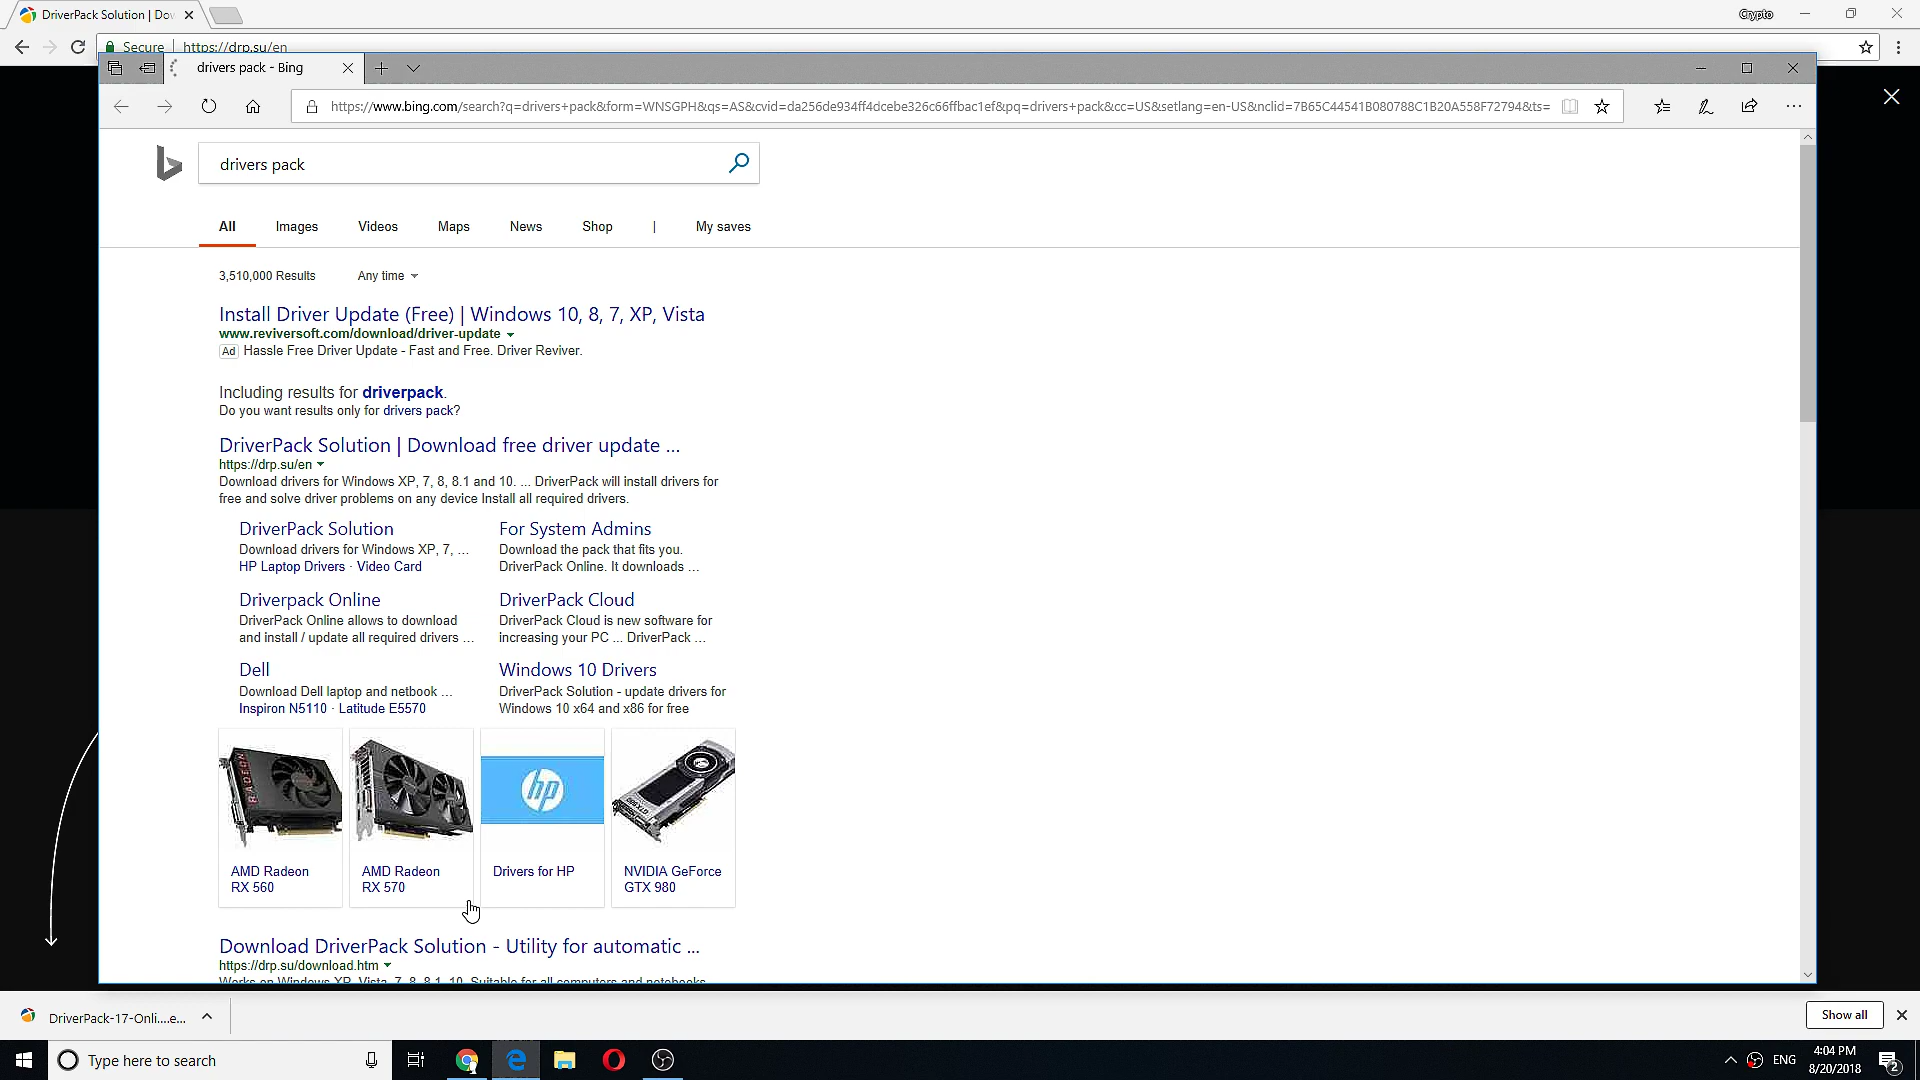 DriverPack Solution | Dov
Crypto
Secure
https://drp.su/en
drivers pack - Bing
https://www.bing.com/search?q=drivers+pack&form=WNSGPH&qs=AS&cvid=da256de934ff4dcebe326c66ffbac1ef&pq=drivers+pack&cc=US&setlang=en-US&nclid=7B65C44541B080788C1B20A558F72794&ts=
drivers pack
All Images Videos Maps News Shop | My saves
3,510,000 Results Any time
Install Driver Update (Free) | Windows 10, 8, 7, XP, Vista
www.reviversoft.com/download/driver-update
Ad Hassle Free Driver Update - Fast and Free. Driver Reviver.
Including results for driverpack.
Do you want results only for drivers pack?
DriverPack Solution | Download free driver update ...
https://drp.su/en
Download drivers for Windows XP, 7, 8, 8.1 and 10. ... DriverPack will install drivers for
free and solve driver problems on any device Install all required drivers.
DriverPack Solution
Download drivers for Windows XP, 7, ...
HP Laptop Drivers · Video Card
For System Admins
Download the pack that fits you.
DriverPack Online. It downloads ...
Driverpack Online
DriverPack Online allows to download
and install / update all required drivers ...
DriverPack Cloud
DriverPack Cloud is new software for
increasing your PC ... DriverPack ...
Dell
Download Dell laptop and netbook ...
Inspiron N5110 · Latitude E5570
Windows 10 Drivers
DriverPack Solution - update drivers for
Windows 10 x64 and x86 for free
RADEON
hp
AMD Radeon
RX 560
AMD Radeon
RX 570
Drivers for HP
NVIDIA GeForce
GTX 980
Download DriverPack Solution - Utility for automatic ...
https://drp.su/download.htm
Works on Windows XP, Vista, 7, 8, 8.1, 10. Suitable for all computers and notebooks
DriverPack-17-Onli....e...
Show all
Type here to search
ENG
4:04 PM
8/20/2018
2